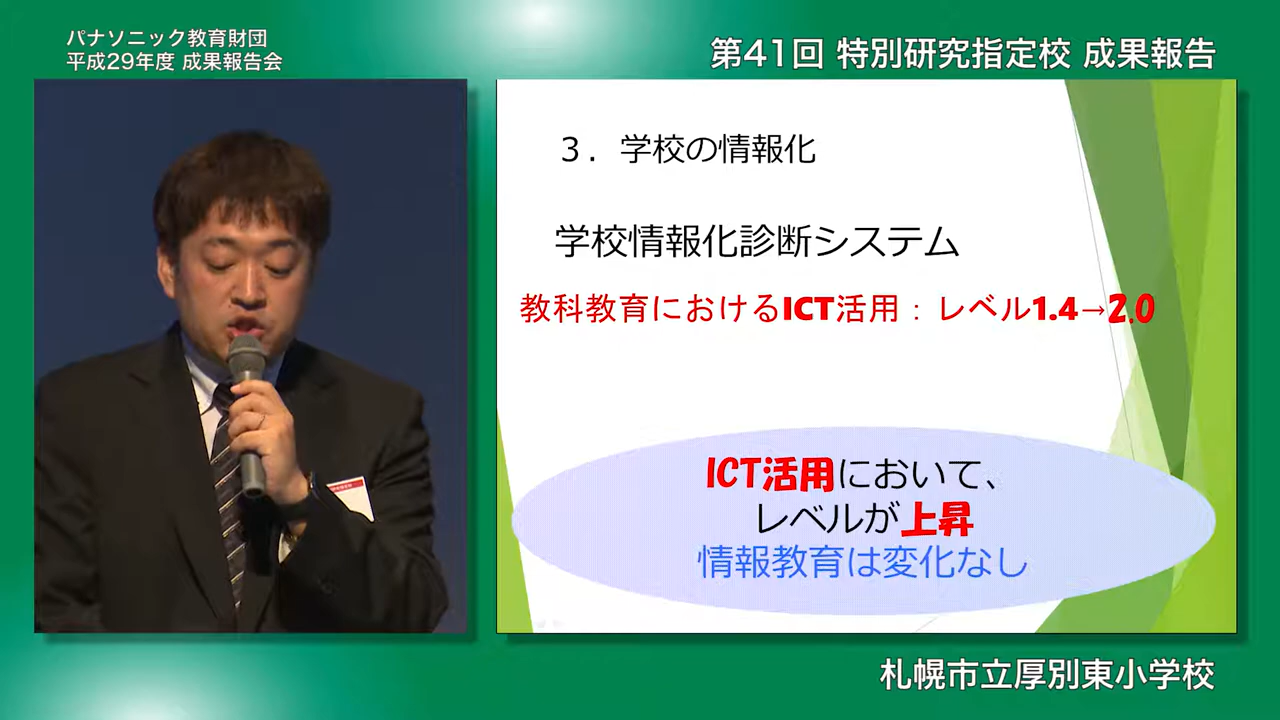 パナソニック教育財団
平成29年度 成果報告会
第41回 特別研究指定校 成果報告
３．学校の情報化
学校情報化診断システム
教科教育におけるICT活用：レベル1.4→2.0
ICT活用において、
レベルが上昇
情報教育は変化なし
札幌市立厚別東小学校